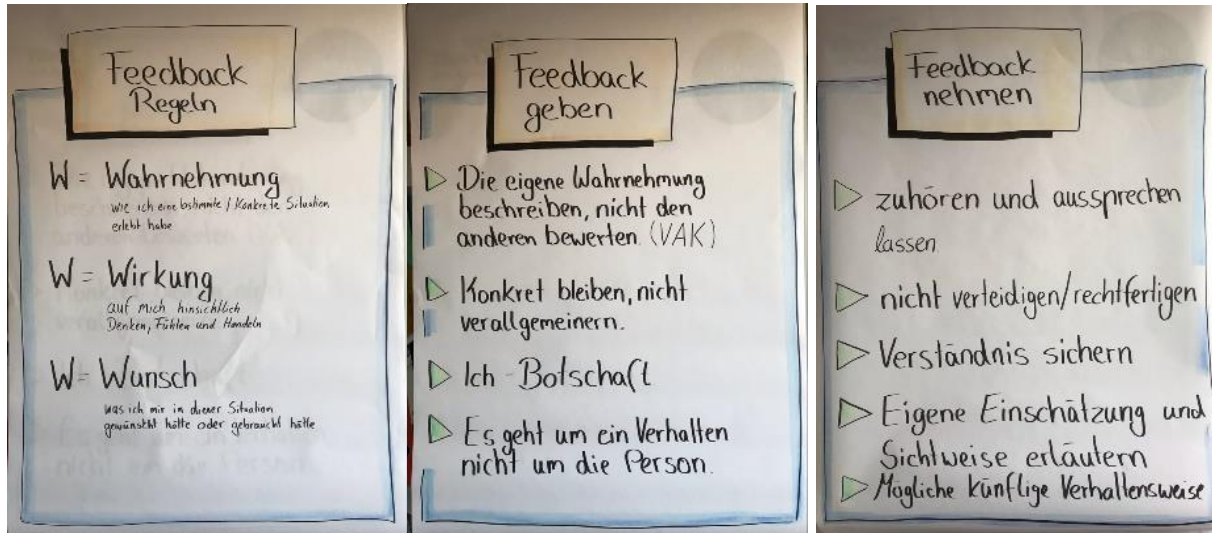 Feedback
Regeln
W = Wahrnehmung
wie ich eine bestimmte / Konkrete Situation
erlebt habe
W = Wirkung
auf mich hinsichtlich
Denken, Fühlen und Handeln
W = Wunsch
was ich mir in dieser Situation
gewünscht hätte oder gebraucht hätte
Feedback
geben
Die eigene Wahrnehmung
beschreiben, nicht den
anderen bewerten. (VAK)
Konkret bleiben, nicht
verallgemeinern.
Ich - Botschaft
Es geht um ein Verhalten
nicht um die Person.
Feedback
nehmen
zuhören und aussprechen
lassen
nicht verteidigen/rechtfertigen
Verständnis sichern
Eigene Einschätzung und
Sichtweise erläutern
Mögliche künftige Verhaltensweise